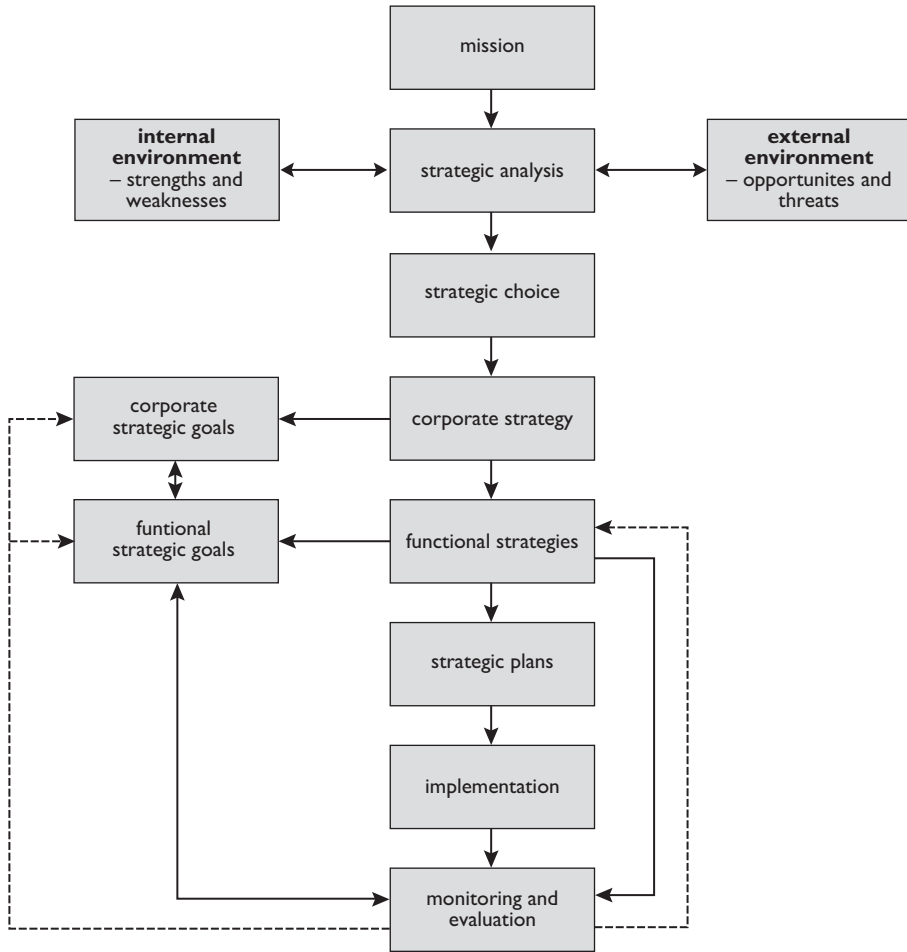 mission
internal
environment
– strengths and
weaknesses
strategic analysis
external
environment
– opportunites and
threats
strategic choice
corporate
strategic goals
corporate strategy
funtional
strategic goals
functional strategies
strategic plans
implementation
monitoring and
evaluation